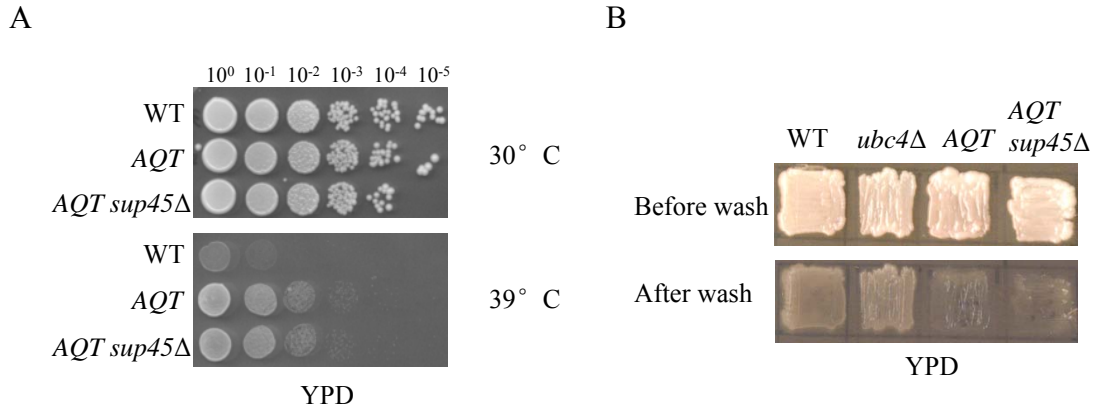 A
10⁰ 10⁻¹ 10⁻² 10⁻³ 10⁻⁴ 10⁻⁵
WT
AQT
AQT sup45Δ
30° C
WT
AQT
AQT sup45Δ
39° C
YPD
B
WT ubc4Δ AQT AQT sup45Δ
Before wash
After wash
YPD